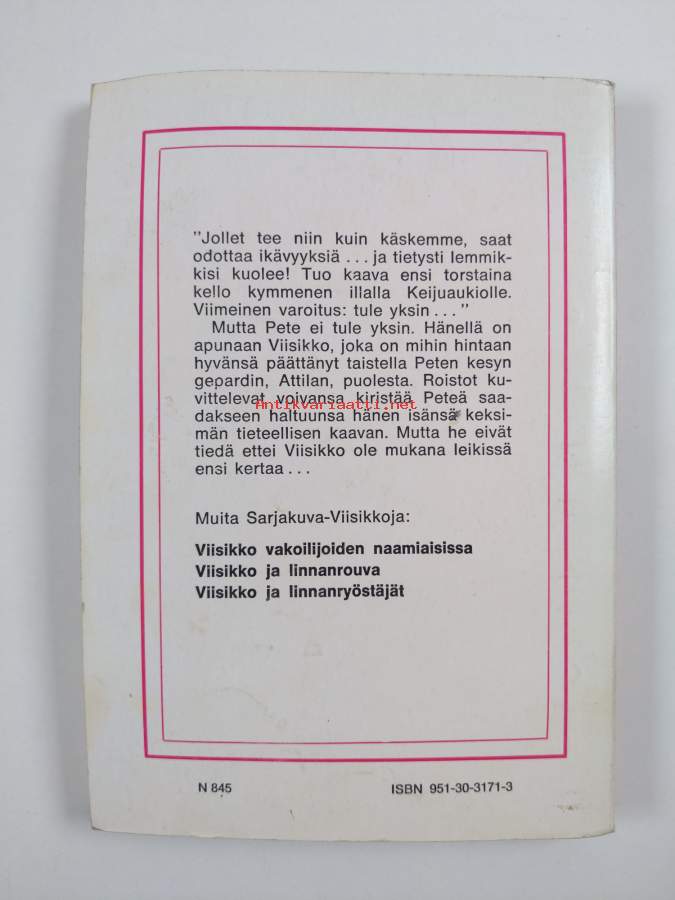 "Jollet tee niin kuin käskemme, saat
odottaa ikävyyksiä ... ja tietysti lemmik-
kisi kuolee! Tuo kaava ensi torstaina
kello kymmenen illalla Keijuaukiolle.
Viimeinen varoitus: tule yksin ..."
Mutta Pete ei tule yksin. Hänellä on
apunaan Viisikko, joka on mihin hintaan
hyvänsä päättänyt taistella Peten kesyn
gepardin, Attilan, puolesta. Roistot ku-
vittelevat voivansa kiristää Peteä saa-
Antikvariaatti.net
dakseen haltuunsa hänen isänsä keksi-
män tieteellisen kaavan. Mutta he eivät
tiedä ettei Viisikko ole mukana leikissä
ensi kertaa ...
Muita Sarjakuva-Viisikkoja:
Viisikko vakoilijoiden naamiaisissa
Viisikko ja linnanrouva
Viisikko ja linnanryöstäjät
N 845 ISBN 951-30-3171-3